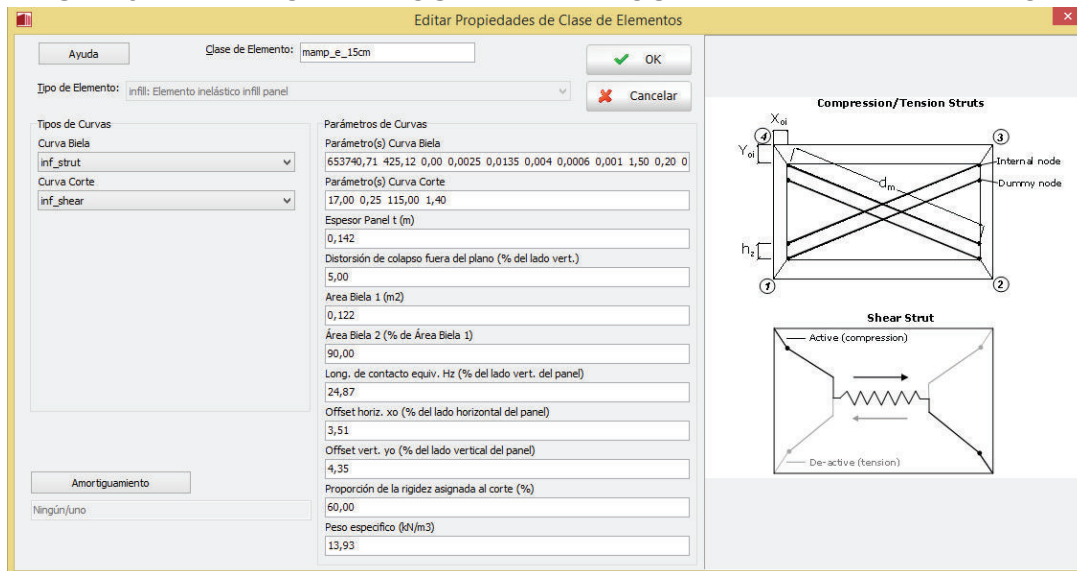 Editar Propiedades de Clase de Elementos
Ayuda
Clase de Elemento: mamp_e_15cm
OK
Tipo de Elemento: infill: Elemento inelástico infill panel
Cancelar
Tipos de Curvas
Curva Biela
inf_strut
Curva Corte
inf_shear
Amortiguamiento
Ningún/uno
Parámetros de Curvas
Parámetro(s) Curva Biela
653740,71 425,12 0,00 0,0025 0,0135 0,004 0,0006 0,001 1,50 0,20 0
Parámetro(s) Curva Corte
17,00 0,25 115,00 1,40
Espesor Panel t (m)
0,142
Distorsión de colapso fuera del plano (% del lado vert.)
5,00
Area Biela 1 (m2)
0,122
Área Biela 2 (% de Área Biela 1)
90,00
Long. de contacto equiv. Hz (% del lado vert. del panel)
24,87
Offset horiz. xo (% del lado horizontal del panel)
3,51
Offset vert. yo (% del lado vertical del panel)
4,35
Proporción de la rigidez asignada al corte (%)
60,00
Peso especifico (kN/m3)
13,93
Compression/Tension Struts
Xoi
4
3
Yoi
Internal node
Dummy node
dm
hz
1
2
Shear Strut
Active (compression)
De-active (tension)